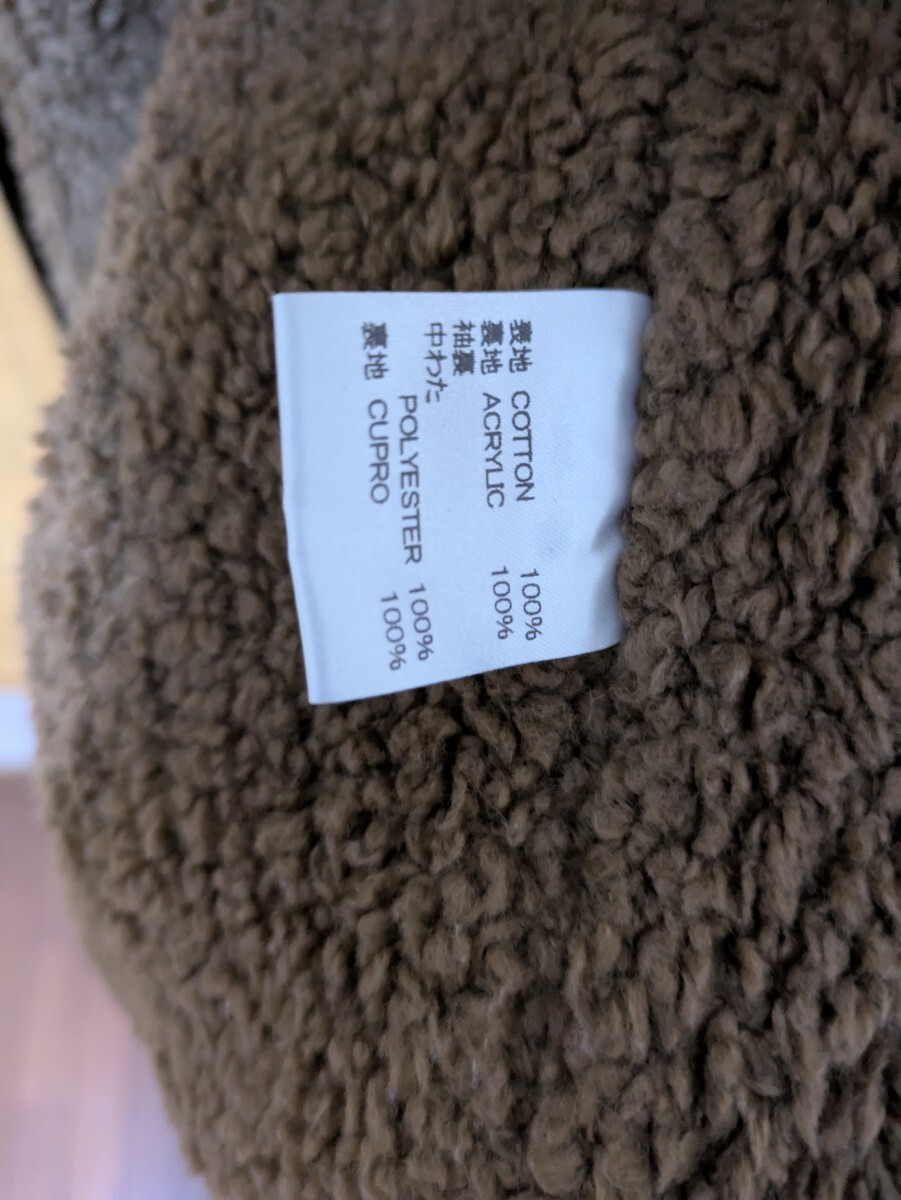 表地 COTTON 100%
裏地 ACRYLIC 100%
袖裏
中わた
POLYESTER 100%
裏地 CUPRO 100%